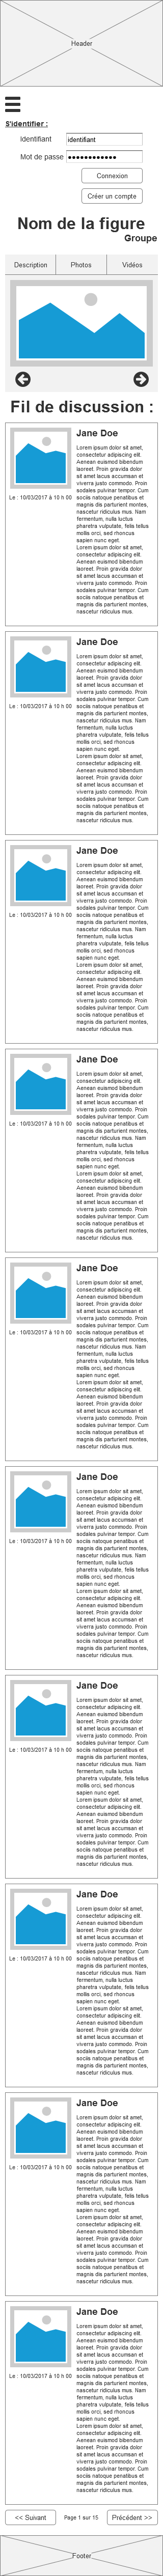 Header
S'identifier :
Identifiant
identifiant
Mot de passe
••••••••••••
Connexion
Créer un compte
Nom de la figure
Groupe
Description
Photos
Vidéos
Fil de discussion :
Jane Doe
Lorem ipsum dolor sit amet,
consectetur adipiscing elit.
Aenean euismod bibendum
laoreet. Proin gravida dolor
sit amet lacus accumsan et
viverra justo commodo. Proin
sodales pulvinar tempor. Cum
sociis natoque penatibus et
magnis dis parturient montes,
nascetur ridiculus mus. Nam
fermentum, nulla luctus
pharetra vulputate, felis tellus
mollis orci, sed rhoncus
sapien nunc eget.
Lorem ipsum dolor sit amet,
consectetur adipiscing elit.
Aenean euismod bibendum
laoreet. Proin gravida dolor
sit amet lacus accumsan et
viverra justo commodo. Proin
sodales pulvinar tempor. Cum
sociis natoque penatibus et
magnis dis parturient montes,
nascetur ridiculus mus.
Le : 10/03/2017 à 10 h 00
Jane Doe
Lorem ipsum dolor sit amet,
consectetur adipiscing elit.
Aenean euismod bibendum
laoreet. Proin gravida dolor
sit amet lacus accumsan et
viverra justo commodo. Proin
sodales pulvinar tempor. Cum
sociis natoque penatibus et
magnis dis parturient montes,
nascetur ridiculus mus. Nam
fermentum, nulla luctus
pharetra vulputate, felis tellus
mollis orci, sed rhoncus
sapien nunc eget.
Lorem ipsum dolor sit amet,
consectetur adipiscing elit.
Aenean euismod bibendum
laoreet. Proin gravida dolor
sit amet lacus accumsan et
viverra justo commodo. Proin
sodales pulvinar tempor. Cum
sociis natoque penatibus et
magnis dis parturient montes,
nascetur ridiculus mus.
Le : 10/03/2017 à 10 h 00
Jane Doe
Lorem ipsum dolor sit amet,
consectetur adipiscing elit.
Aenean euismod bibendum
laoreet. Proin gravida dolor
sit amet lacus accumsan et
viverra justo commodo. Proin
sodales pulvinar tempor. Cum
sociis natoque penatibus et
magnis dis parturient montes,
nascetur ridiculus mus. Nam
fermentum, nulla luctus
pharetra vulputate, felis tellus
mollis orci, sed rhoncus
sapien nunc eget.
Lorem ipsum dolor sit amet,
consectetur adipiscing elit.
Aenean euismod bibendum
laoreet. Proin gravida dolor
sit amet lacus accumsan et
viverra justo commodo. Proin
sodales pulvinar tempor. Cum
sociis natoque penatibus et
magnis dis parturient montes,
nascetur ridiculus mus.
Le : 10/03/2017 à 10 h 00
Jane Doe
Lorem ipsum dolor sit amet,
consectetur adipiscing elit.
Aenean euismod bibendum
laoreet. Proin gravida dolor
sit amet lacus accumsan et
viverra justo commodo. Proin
sodales pulvinar tempor. Cum
sociis natoque penatibus et
magnis dis parturient montes,
nascetur ridiculus mus. Nam
fermentum, nulla luctus
pharetra vulputate, felis tellus
mollis orci, sed rhoncus
sapien nunc eget.
Lorem ipsum dolor sit amet,
consectetur adipiscing elit.
Aenean euismod bibendum
laoreet. Proin gravida dolor
sit amet lacus accumsan et
viverra justo commodo. Proin
sodales pulvinar tempor. Cum
sociis natoque penatibus et
magnis dis parturient montes,
nascetur ridiculus mus.
Le : 10/03/2017 à 10 h 00
Jane Doe
Lorem ipsum dolor sit amet,
consectetur adipiscing elit.
Aenean euismod bibendum
laoreet. Proin gravida dolor
sit amet lacus accumsan et
viverra justo commodo. Proin
sodales pulvinar tempor. Cum
sociis natoque penatibus et
magnis dis parturient montes,
nascetur ridiculus mus. Nam
fermentum, nulla luctus
pharetra vulputate, felis tellus
mollis orci, sed rhoncus
sapien nunc eget.
Lorem ipsum dolor sit amet,
consectetur adipiscing elit.
Aenean euismod bibendum
laoreet. Proin gravida dolor
sit amet lacus accumsan et
viverra justo commodo. Proin
sodales pulvinar tempor. Cum
sociis natoque penatibus et
magnis dis parturient montes,
nascetur ridiculus mus.
Le : 10/03/2017 à 10 h 00
Jane Doe
Lorem ipsum dolor sit amet,
consectetur adipiscing elit.
Aenean euismod bibendum
laoreet. Proin gravida dolor
sit amet lacus accumsan et
viverra justo commodo. Proin
sodales pulvinar tempor. Cum
sociis natoque penatibus et
magnis dis parturient montes,
nascetur ridiculus mus. Nam
fermentum, nulla luctus
pharetra vulputate, felis tellus
mollis orci, sed rhoncus
sapien nunc eget.
Lorem ipsum dolor sit amet,
consectetur adipiscing elit.
Aenean euismod bibendum
laoreet. Proin gravida dolor
sit amet lacus accumsan et
viverra justo commodo. Proin
sodales pulvinar tempor. Cum
sociis natoque penatibus et
magnis dis parturient montes,
nascetur ridiculus mus.
Le : 10/03/2017 à 10 h 00
Jane Doe
Lorem ipsum dolor sit amet,
consectetur adipiscing elit.
Aenean euismod bibendum
laoreet. Proin gravida dolor
sit amet lacus accumsan et
viverra justo commodo. Proin
sodales pulvinar tempor. Cum
sociis natoque penatibus et
magnis dis parturient montes,
nascetur ridiculus mus. Nam
fermentum, nulla luctus
pharetra vulputate, felis tellus
mollis orci, sed rhoncus
sapien nunc eget.
Lorem ipsum dolor sit amet,
consectetur adipiscing elit.
Aenean euismod bibendum
laoreet. Proin gravida dolor
sit amet lacus accumsan et
viverra justo commodo. Proin
sodales pulvinar tempor. Cum
sociis natoque penatibus et
magnis dis parturient montes,
nascetur ridiculus mus.
Le : 10/03/2017 à 10 h 00
Jane Doe
Lorem ipsum dolor sit amet,
consectetur adipiscing elit.
Aenean euismod bibendum
laoreet. Proin gravida dolor
sit amet lacus accumsan et
viverra justo commodo. Proin
sodales pulvinar tempor. Cum
sociis natoque penatibus et
magnis dis parturient montes,
nascetur ridiculus mus. Nam
fermentum, nulla luctus
pharetra vulputate, felis tellus
mollis orci, sed rhoncus
sapien nunc eget.
Lorem ipsum dolor sit amet,
consectetur adipiscing elit.
Aenean euismod bibendum
laoreet. Proin gravida dolor
sit amet lacus accumsan et
viverra justo commodo. Proin
sodales pulvinar tempor. Cum
sociis natoque penatibus et
magnis dis parturient montes,
nascetur ridiculus mus.
Le : 10/03/2017 à 10 h 00
Jane Doe
Lorem ipsum dolor sit amet,
consectetur adipiscing elit.
Aenean euismod bibendum
laoreet. Proin gravida dolor
sit amet lacus accumsan et
viverra justo commodo. Proin
sodales pulvinar tempor. Cum
sociis natoque penatibus et
magnis dis parturient montes,
nascetur ridiculus mus. Nam
fermentum, nulla luctus
pharetra vulputate, felis tellus
mollis orci, sed rhoncus
sapien nunc eget.
Lorem ipsum dolor sit amet,
consectetur adipiscing elit.
Aenean euismod bibendum
laoreet. Proin gravida dolor
sit amet lacus accumsan et
viverra justo commodo. Proin
sodales pulvinar tempor. Cum
sociis natoque penatibus et
magnis dis parturient montes,
nascetur ridiculus mus.
Le : 10/03/2017 à 10 h 00
Jane Doe
Lorem ipsum dolor sit amet,
consectetur adipiscing elit.
Aenean euismod bibendum
laoreet. Proin gravida dolor
sit amet lacus accumsan et
viverra justo commodo. Proin
sodales pulvinar tempor. Cum
sociis natoque penatibus et
magnis dis parturient montes,
nascetur ridiculus mus. Nam
fermentum, nulla luctus
pharetra vulputate, felis tellus
mollis orci, sed rhoncus
sapien nunc eget.
Lorem ipsum dolor sit amet,
consectetur adipiscing elit.
Aenean euismod bibendum
laoreet. Proin gravida dolor
sit amet lacus accumsan et
viverra justo commodo. Proin
sodales pulvinar tempor. Cum
sociis natoque penatibus et
magnis dis parturient montes,
nascetur ridiculus mus.
Le : 10/03/2017 à 10 h 00
<< Suivant
Page 1 sur 15
Précédent >>
Footer